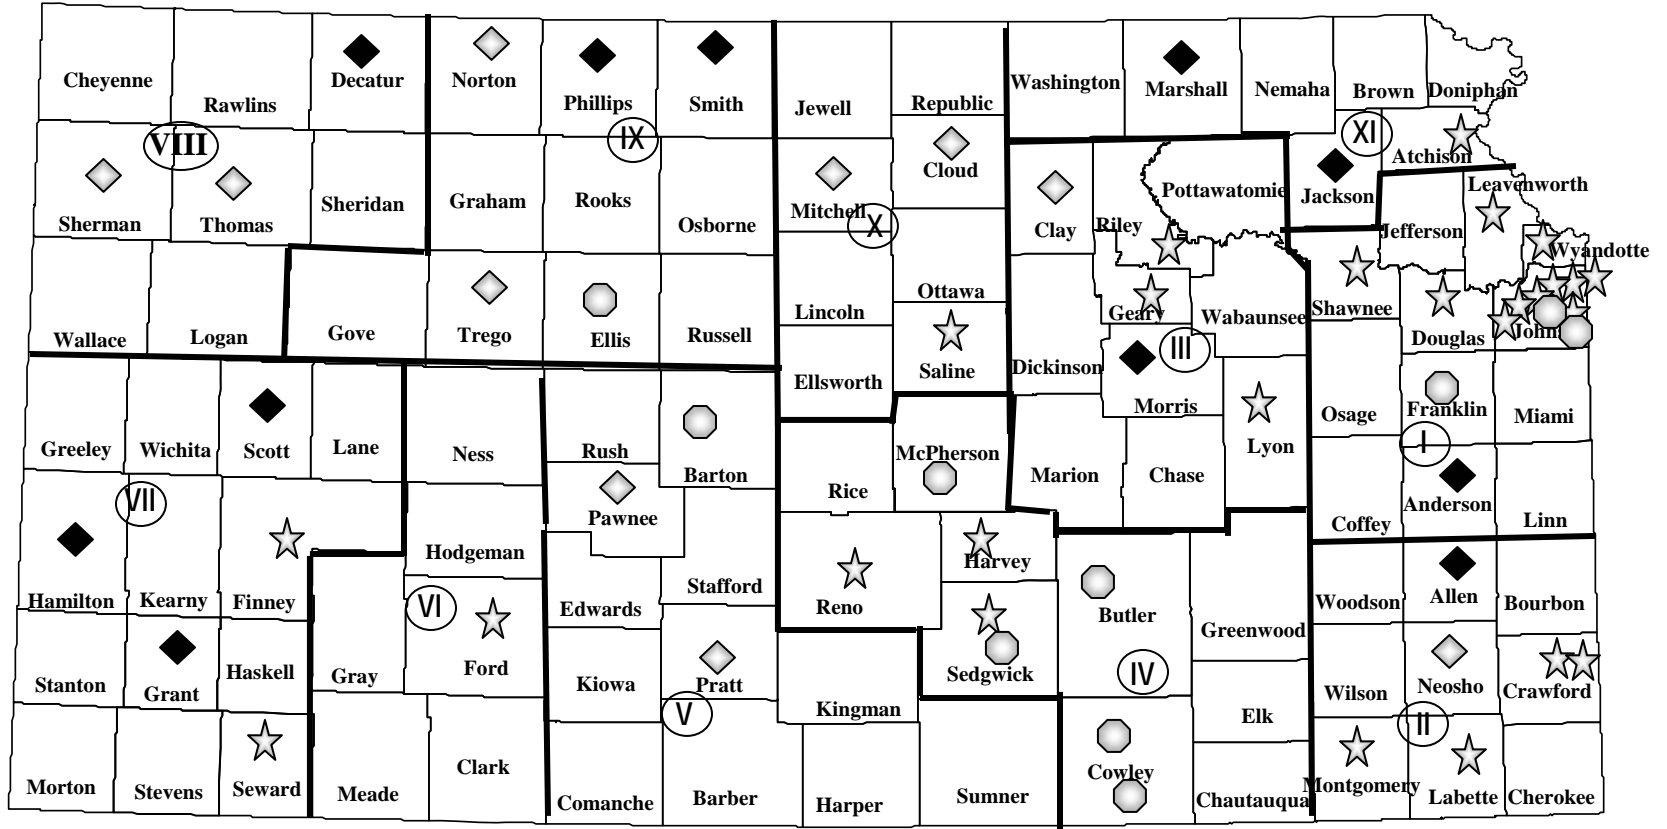 Cheyenne
Rawlins
Decatur
Norton
Phillips
Smith
Jewell
Republic
Washington
Marshall
Nemaha
Brown
Doniphan
VIII
IX
XI
Sherman
Thomas
Sheridan
Graham
Rooks
Osborne
Mitchell
X
Cloud
Clay
Riley
Pottawatomie
Jackson
Atchison
Leavenworth
Jefferson
Wyandotte
Wallace
Logan
Gove
Trego
Ellis
Russell
Lincoln
Ottawa
Saline
Ellsworth
Dickinson
Geary
III
Wabaunsee
Shawnee
Douglas
John
Morris
Greeley
Wichita
Scott
Lane
Ness
Rush
Barton
Pawnee
Rice
McPherson
Marion
Chase
Lyon
Osage
Franklin
Miami
I
VII
Anderson
Coffey
Linn
Hamilton
Kearny
Finney
Hodgeman
Edwards
Stafford
Reno
Harvey
Butler
Greenwood
Woodson
Allen
Bourbon
VI
Stanton
Grant
Haskell
Gray
Ford
Kiowa
Pratt
Kingman
Sedgwick
IV
Wilson
Neosho
Crawford
V
Elk
II
Morton
Stevens
Seward
Meade
Clark
Comanche
Barber
Harper
Sumner
Cowley
Chautauqua
Montgomery
Labette
Cherokee